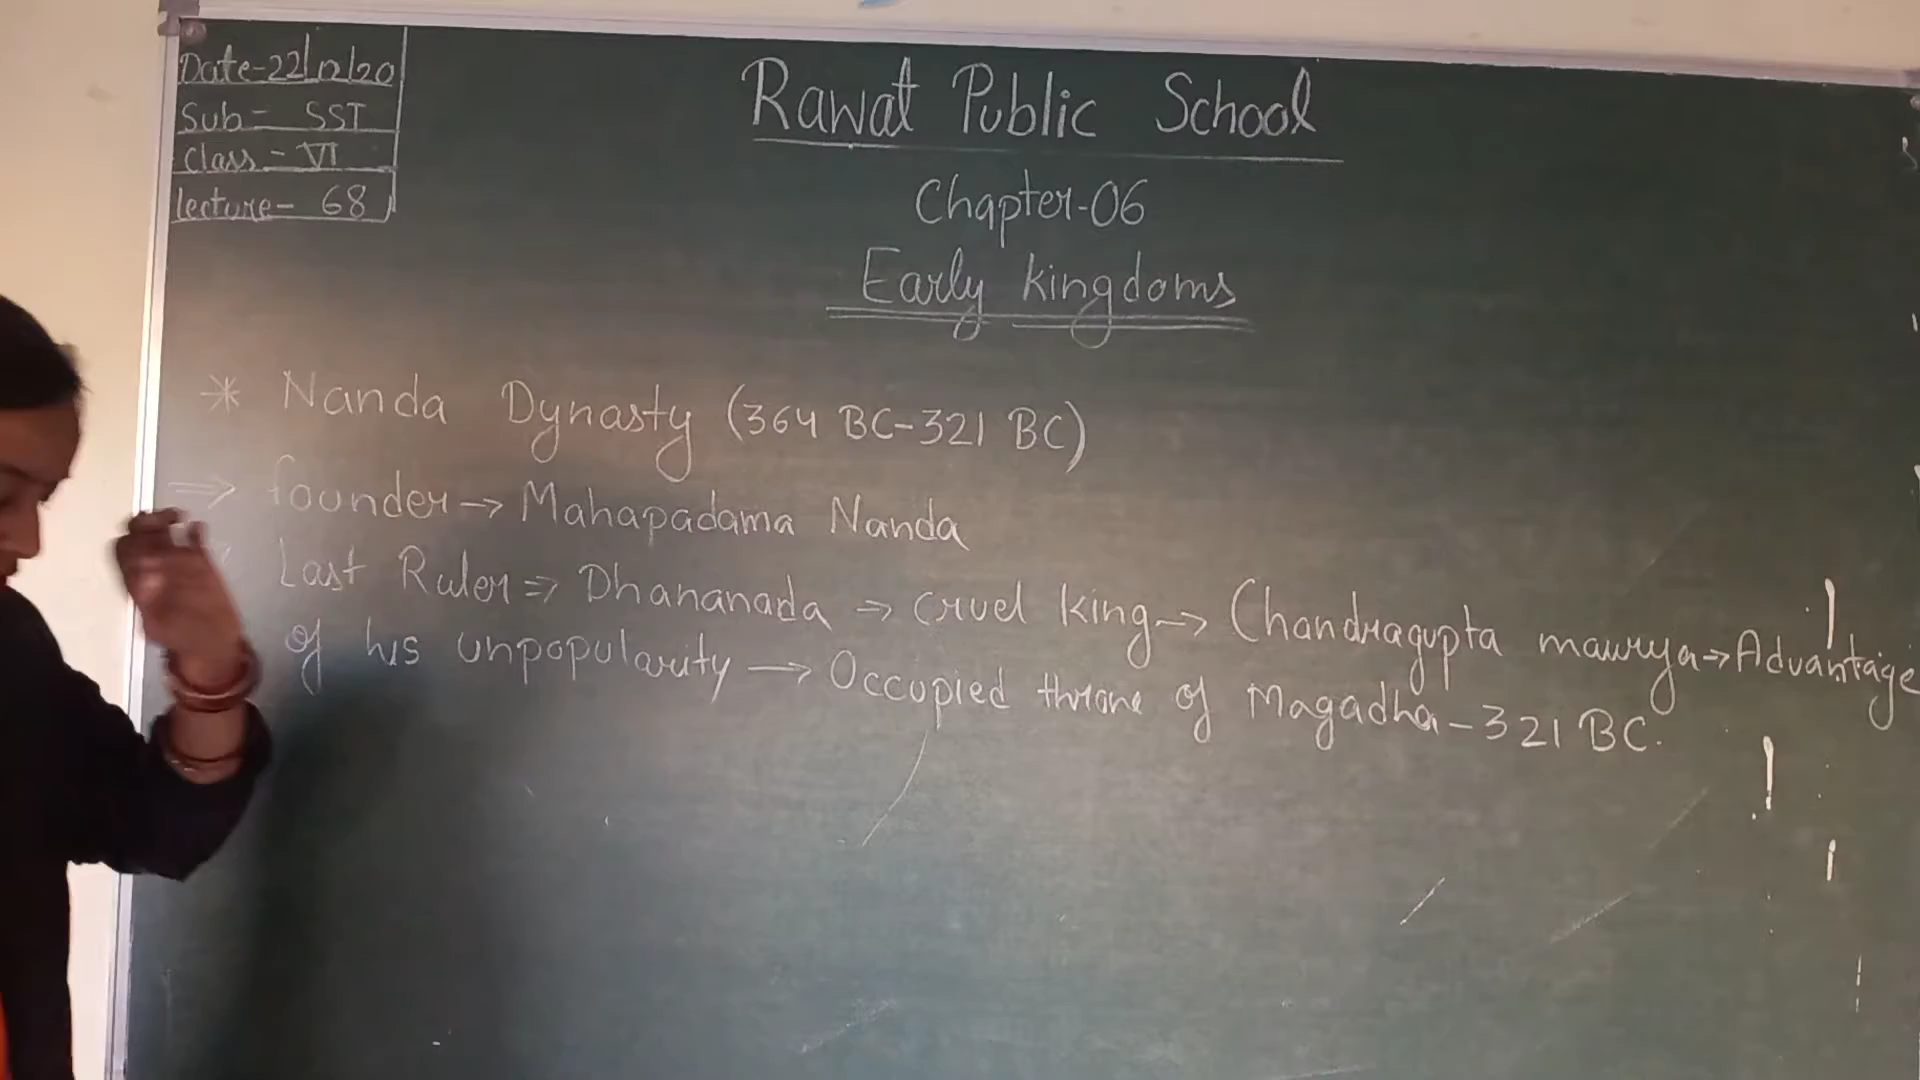 Date-22/12/20
Sub- SST
Class- VI
lecture- 68
Rawat Public School
Chapter-06
Early kingdoms
* Nanda Dynasty (364 BC-321 BC)
⇒ founder→ Mahapadama Nanda
Last Ruler⇒ Dhananada ⇒ cruel king→ Chandragupta maurya→Advantage
of his unpopularity → Occupied throne of Magadha-321 BC.